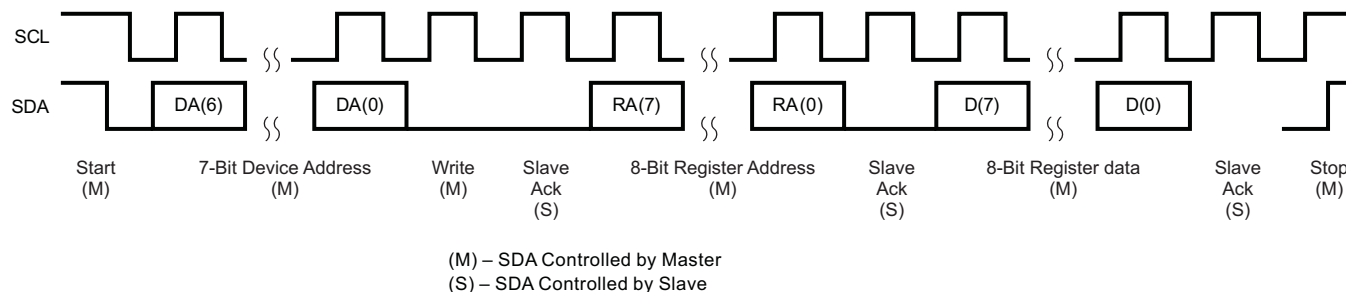 SCL
SDA
DA(6)
DA(0)
RA(7)
RA(0)
D(7)
D(0)
Start
(M)
7-Bit Device Address
(M)
Write
(M)
Slave
Ack
(S)
8-Bit Register Address
(M)
Slave
Ack
(S)
8-Bit Register data
(M)
Slave
Ack
(S)
Stop
(M)
(M) – SDA Controlled by Master
(S) – SDA Controlled by Slave